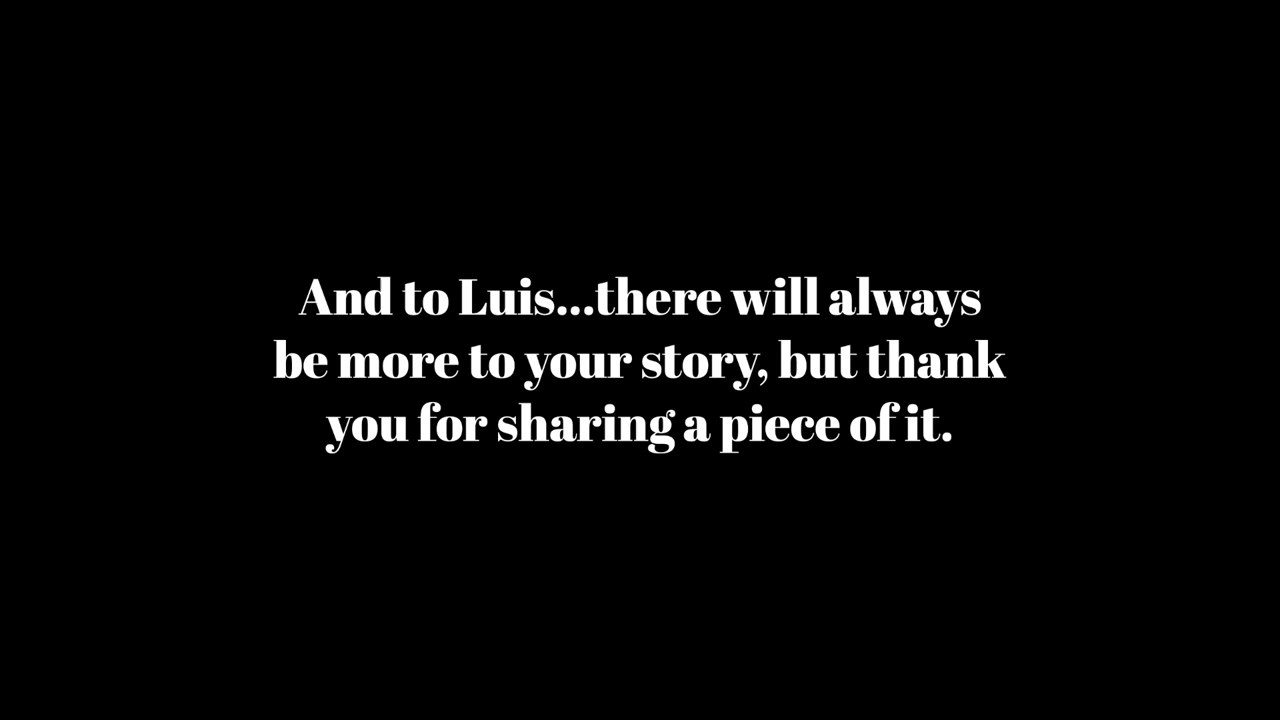 And to Luis...there will always
be more to your story, but thank
you for sharing a piece of it.